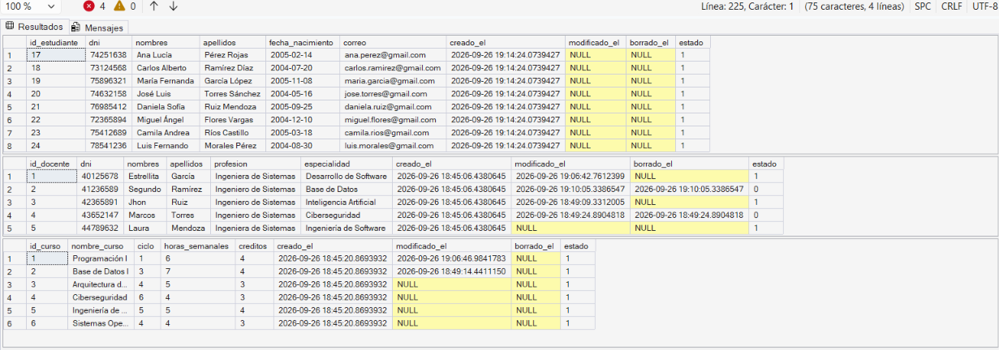 100 % 4 0 Línea: 225, Carácter: 1 (75 caracteres, 4 líneas) SPC CRLF UTF-8
Resultados Mensajes
id_estudiante dni nombres apellidos fecha_nacimiento correo creado_el modificado_el borrado_el estado
1 17 74251638 Ana Lucía Pérez Rojas 2005-02-14 ana.perez@gmail.com 2026-09-26 19:14:24.0739427 NULL NULL 1
2 18 73124568 Carlos Alberto Ramírez Díaz 2004-07-20 carlos.ramirez@gmail.com 2026-09-26 19:14:24.0739427 NULL NULL 1
3 19 75896321 María Fernanda García López 2005-11-08 maria.garcia@gmail.com 2026-09-26 19:14:24.0739427 NULL NULL 1
4 20 74632158 José Luis Torres Sánchez 2004-05-16 jose.torres@gmail.com 2026-09-26 19:14:24.0739427 NULL NULL 1
5 21 76985412 Daniela Sofía Ruiz Mendoza 2005-09-25 daniela.ruiz@gmail.com 2026-09-26 19:14:24.0739427 NULL NULL 1
6 22 72365894 Miguel Ángel Flores Vargas 2004-12-10 miguel.flores@gmail.com 2026-09-26 19:14:24.0739427 NULL NULL 1
7 23 75412689 Camila Andrea Ríos Castillo 2005-03-18 camila.rios@gmail.com 2026-09-26 19:14:24.0739427 NULL NULL 1
8 24 78541236 Luis Fernando Morales Pérez 2004-08-30 luis.morales@gmail.com 2026-09-26 19:14:24.0739427 NULL NULL 1
id_docente dni nombres apellidos profesion especialidad creado_el modificado_el borrado_el estado
1 1 40125678 Estrellita García Ingeniera de Sistemas Desarrollo de Software 2026-09-26 18:45:06.4380645 2026-09-26 19:06:42.7612399 NULL 1
2 2 41236589 Segundo Ramírez Ingeniero de Sistemas Base de Datos 2026-09-26 18:45:06.4380645 2026-09-26 19:10:05.3386547 2026-09-26 19:10:05.3386547 0
3 3 42365891 Jhon Ruiz Ingeniero de Sistemas Inteligencia Artificial 2026-09-26 18:45:06.4380645 2026-09-26 18:49:09.3312005 NULL 1
4 4 43652147 Marcos Torres Ingeniero de Sistemas Ciberseguridad 2026-09-26 18:45:06.4380645 2026-09-26 18:49:24.8904818 2026-09-26 18:49:24.8904818 0
5 5 44789632 Laura Mendoza Ingeniera de Sistemas Ingeniería de Software 2026-09-26 18:45:06.4380645 NULL NULL 1
id_curso nombre_curso ciclo horas_semanales creditos creado_el modificado_el borrado_el estado
1 1 Programación I 1 6 4 2026-09-26 18:45:20.8693932 2026-09-26 19:06:46.9841783 NULL 1
2 2 Base de Datos I 3 7 4 2026-09-26 18:45:20.8693932 2026-09-26 18:49:14.4411150 NULL 1
3 3 Arquitectura d... 4 5 3 2026-09-26 18:45:20.8693932 NULL NULL 1
4 4 Ciberseguridad 6 4 3 2026-09-26 18:45:20.8693932 NULL NULL 1
5 5 Ingeniería de ... 5 5 4 2026-09-26 18:45:20.8693932 NULL NULL 1
6 6 Sistemas Ope... 4 4 3 2026-09-26 18:45:20.8693932 NULL NULL 1